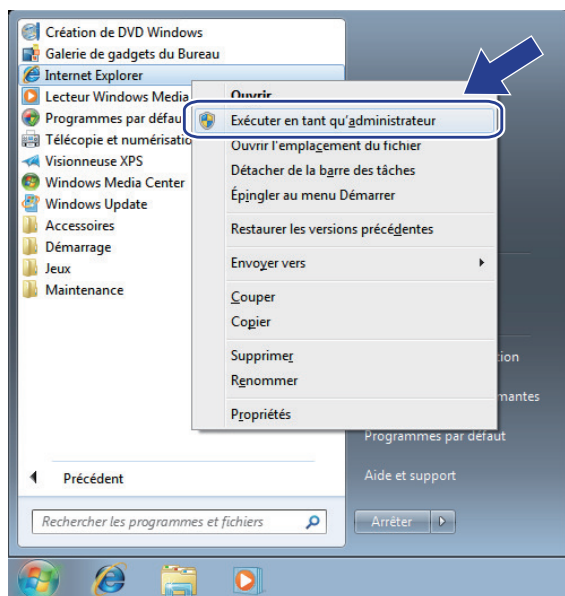 Création de DVD Windows
Galerie de gadgets du Bureau
Internet Explorer
Lecteur Windows Media
Programmes par défau
Télécopie et numérisatio
Visionneuse XPS
Windows Media Center
Windows Update
Accessoires
Démarrage
Jeux
Maintenance
Précédent
Rechercher les programmes et fichiers
Ouvrir
Exécuter en tant qu'administrateur
Ouvrir l'emplacement du fichier
Détacher de la barre des tâches
Épingler au menu Démarrer
Restaurer les versions précédentes
Envoyer vers
Couper
Copier
Supprimer
Renommer
Propriétés
tion
mantes
Programmes par défaut
Aide et support
Arrêter